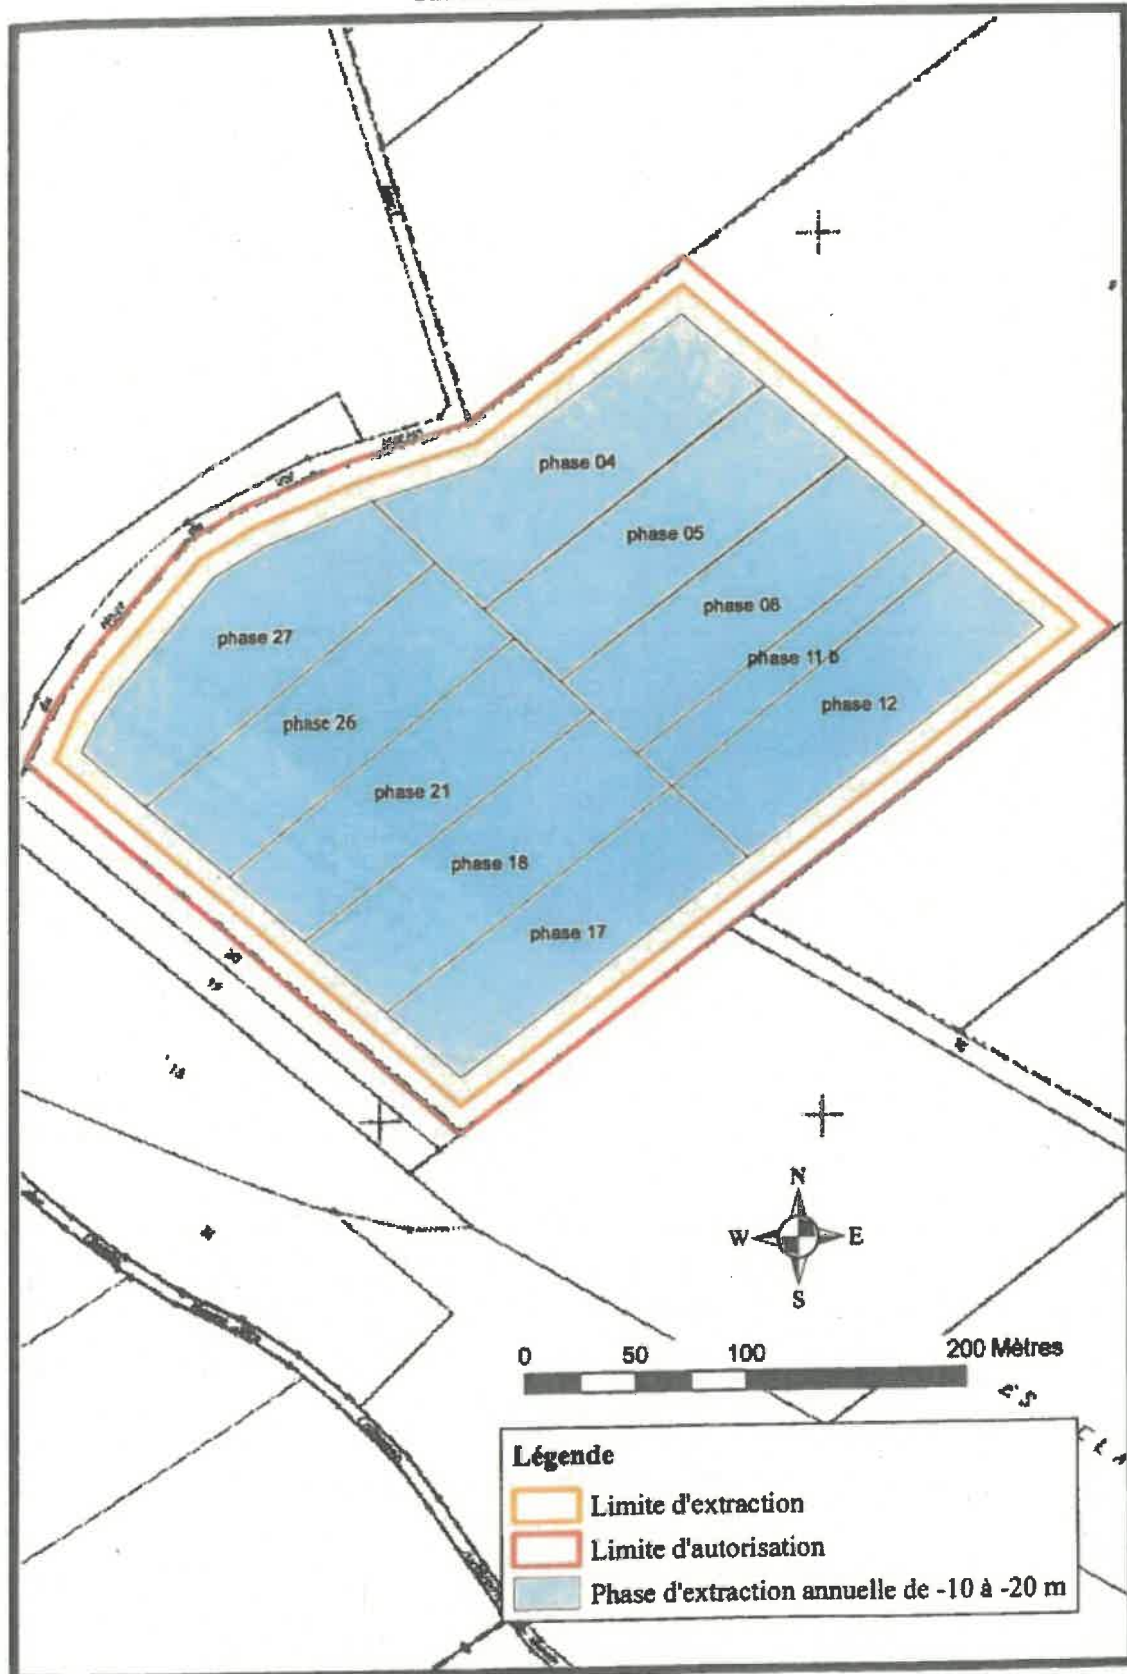 phase 04
phase 05
phase 08
phase 11 b
phase 12
phase 27
phase 26
phase 21
phase 18
phase 17
N
W E
S
0 50 100 200 Mètres
Légende
Limite d'extraction
Limite d'autorisation
Phase d'extraction annuelle de -10 à -20 m